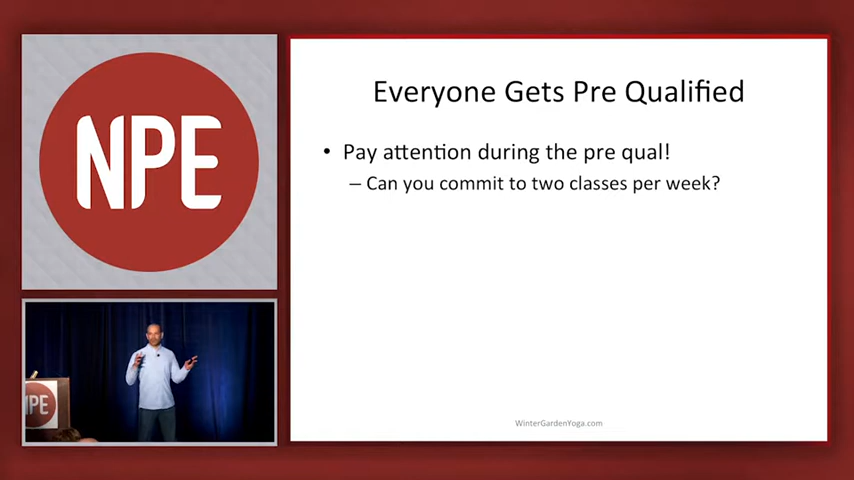 NPE
Everyone Gets Pre Qualified
• Pay attention during the pre qual!
– Can you commit to two classes per week?
NPE
WinterGardenYoga.com